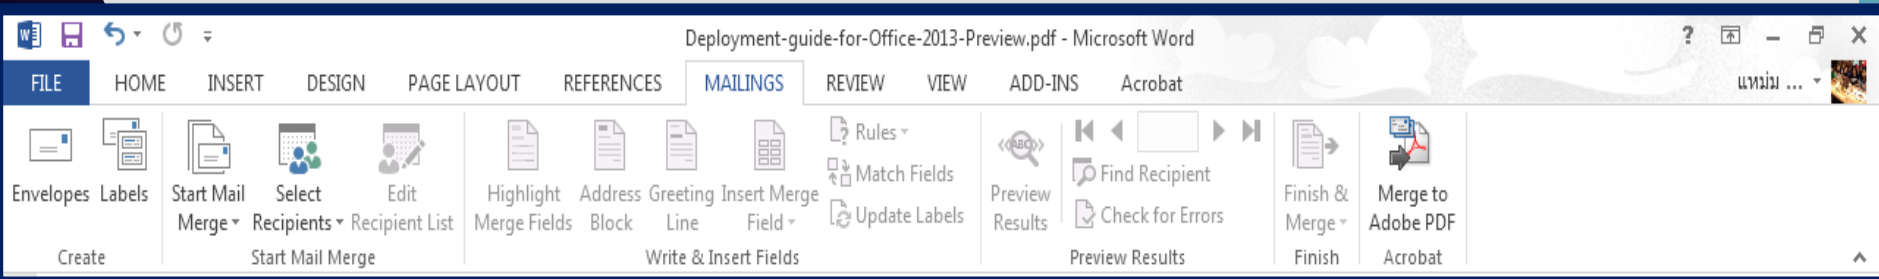 Deployment-guide-for-Office-2013-Preview.pdf - Microsoft Word
FILE HOME INSERT DESIGN PAGE LAYOUT REFERENCES MAILINGS REVIEW VIEW ADD-INS Acrobat แหม่ม ...
Envelopes
Labels
Create
Start Mail
Merge
Select
Recipients
Edit
Recipient List
Start Mail Merge
Highlight
Merge Fields
Address
Block
Greeting
Line
Insert Merge
Field
Rules
Match Fields
Update Labels
Write & Insert Fields
ABC
Preview
Results
Find Recipient
Check for Errors
Preview Results
Finish &
Merge
Finish
Merge to
Adobe PDF
Acrobat